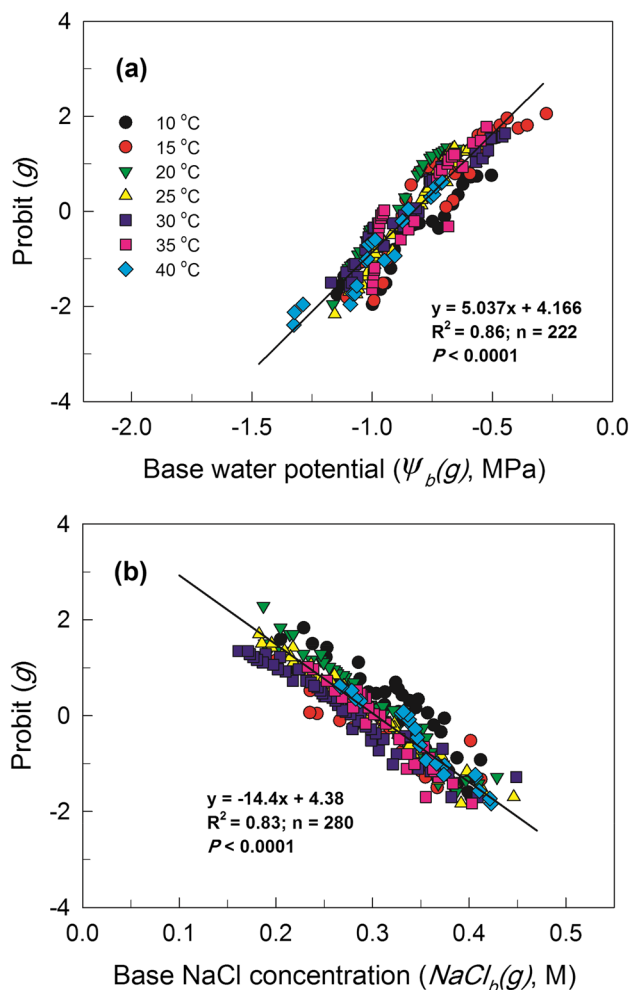 4
(a)
2
0
-2
-4
Probit (g)
10 °C
15 °C
20 °C
25 °C
30 °C
35 °C
40 °C
y = 5.037x + 4.166
R² = 0.86; n = 222
P < 0.0001
-2.0 -1.5 -1.0 -0.5 0.0
Base water potential (Ψb(g), MPa)
4
(b)
2
0
-2
-4
Probit (g)
y = -14.4x + 4.38
R² = 0.83; n = 280
P < 0.0001
0.0 0.1 0.2 0.3 0.4 0.5
Base NaCl concentration (NaClb(g), M)